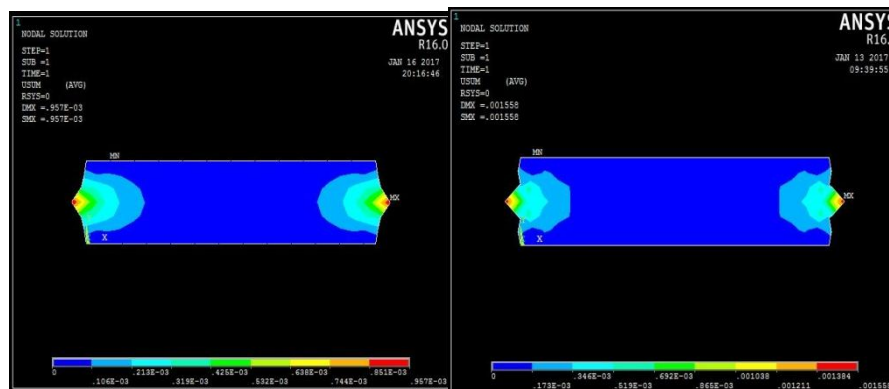 1
NODAL SOLUTION
STEP=1
SUB =1
TIME=1
USUM (AVG)
RSYS=0
DMX =.957E-03
SMX =.957E-03
ANSYS
R16.0
JAN 16 2017
20:16:46
MN
MX
X
0 .213E-03 .425E-03 .638E-03 .851E-03
.106E-03 .319E-03 .532E-03 .744E-03 .957E-03
1
NODAL SOLUTION
STEP=1
SUB =1
TIME=1
USUM (AVG)
RSYS=0
DMX =.001558
SMX =.001558
ANSYS
R16.
JAN 13 2017
09:39:55
MN
MX
X
0 .346E-03 .692E-03 .001038 .001384
.173E-03 .519E-03 .865E-03 .001211 .001558